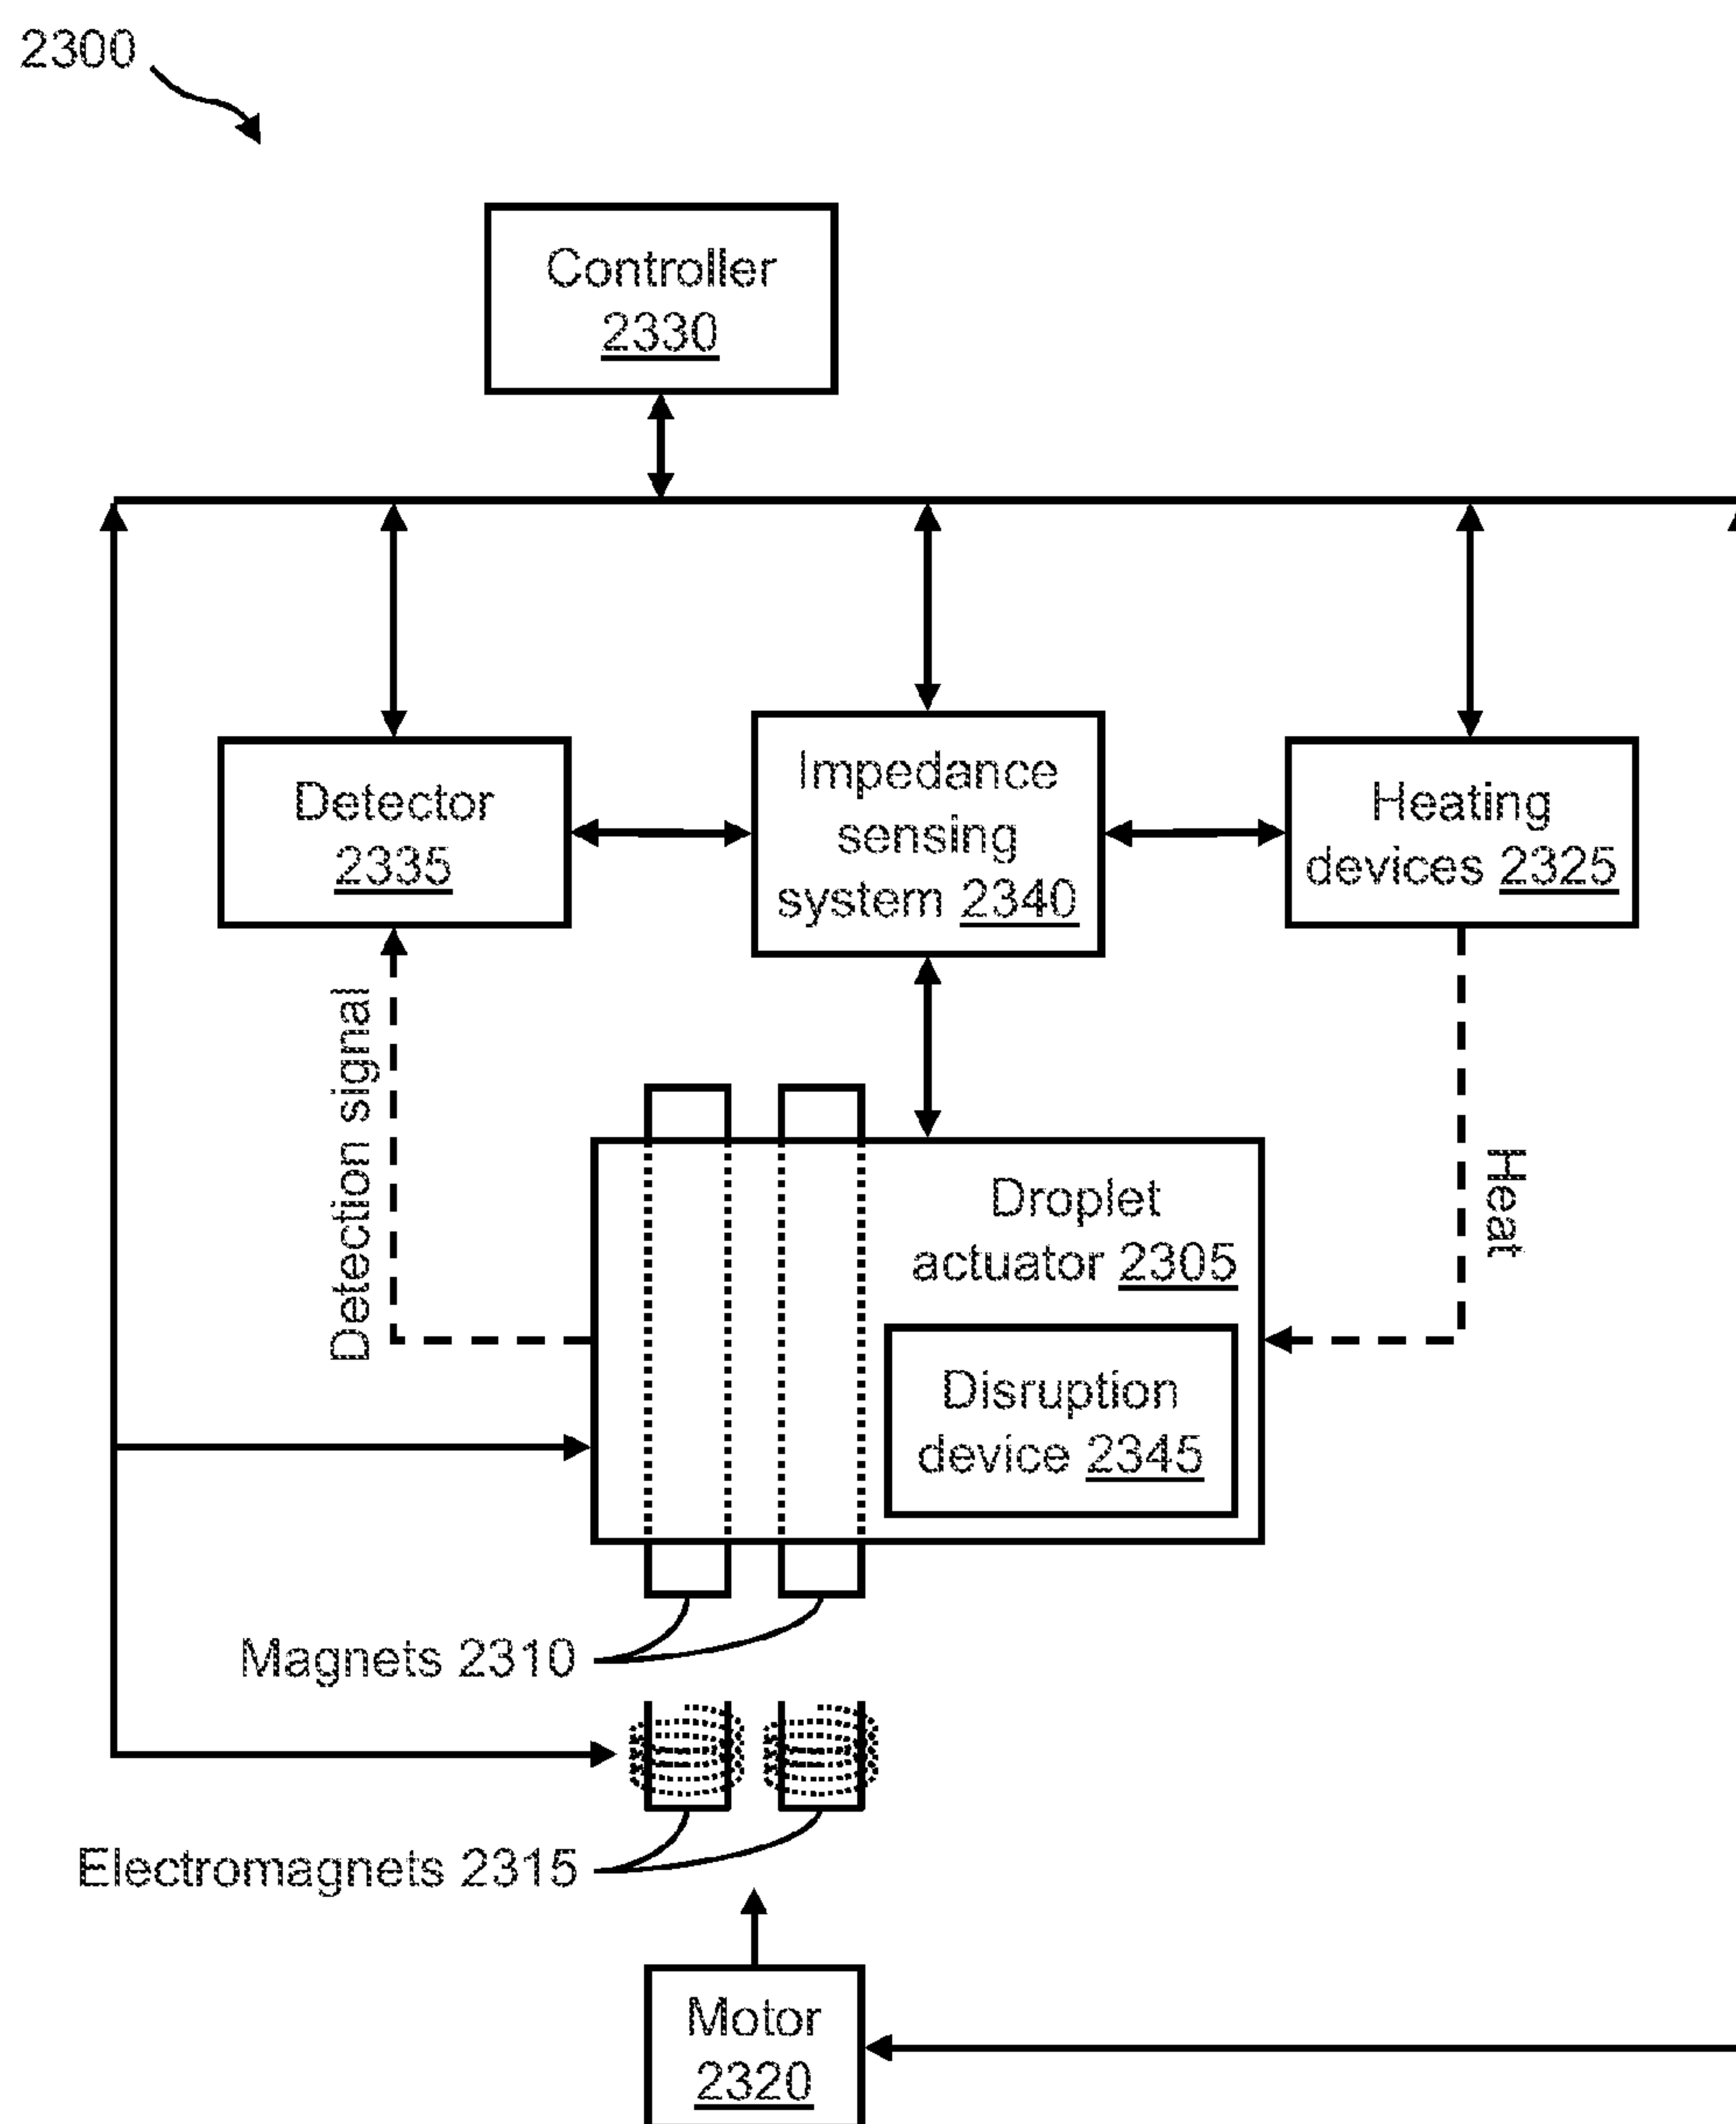 2300
Controller
2330
Detector
2335
Impedance
sensing
system 2340
Heating
devices 2325
Detection signal
Heat
Droplet
actuator 2305
Disruption
device 2345
Magnets 2310
Electromagnets 2315
Motor
2320